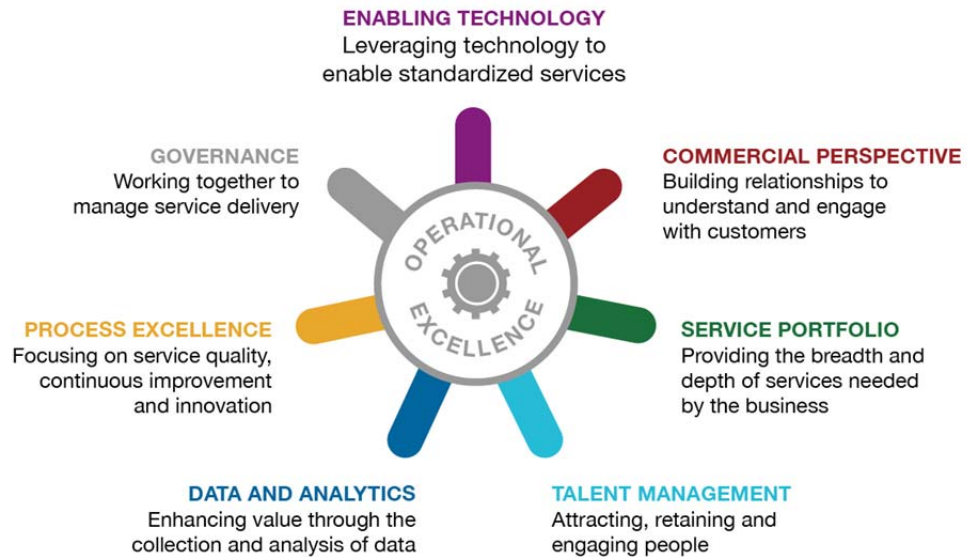 ENABLING TECHNOLOGY
Leveraging technology to
enable standardized services
GOVERNANCE
Working together to
manage service delivery
COMMERCIAL PERSPECTIVE
Building relationships to
understand and engage
with customers
OPERATIONAL
EXCELLENCE
PROCESS EXCELLENCE
Focusing on service quality,
continuous improvement
and innovation
SERVICE PORTFOLIO
Providing the breadth and
depth of services needed
by the business
DATA AND ANALYTICS
Enhancing value through the
collection and analysis of data
TALENT MANAGEMENT
Attracting, retaining and
engaging people